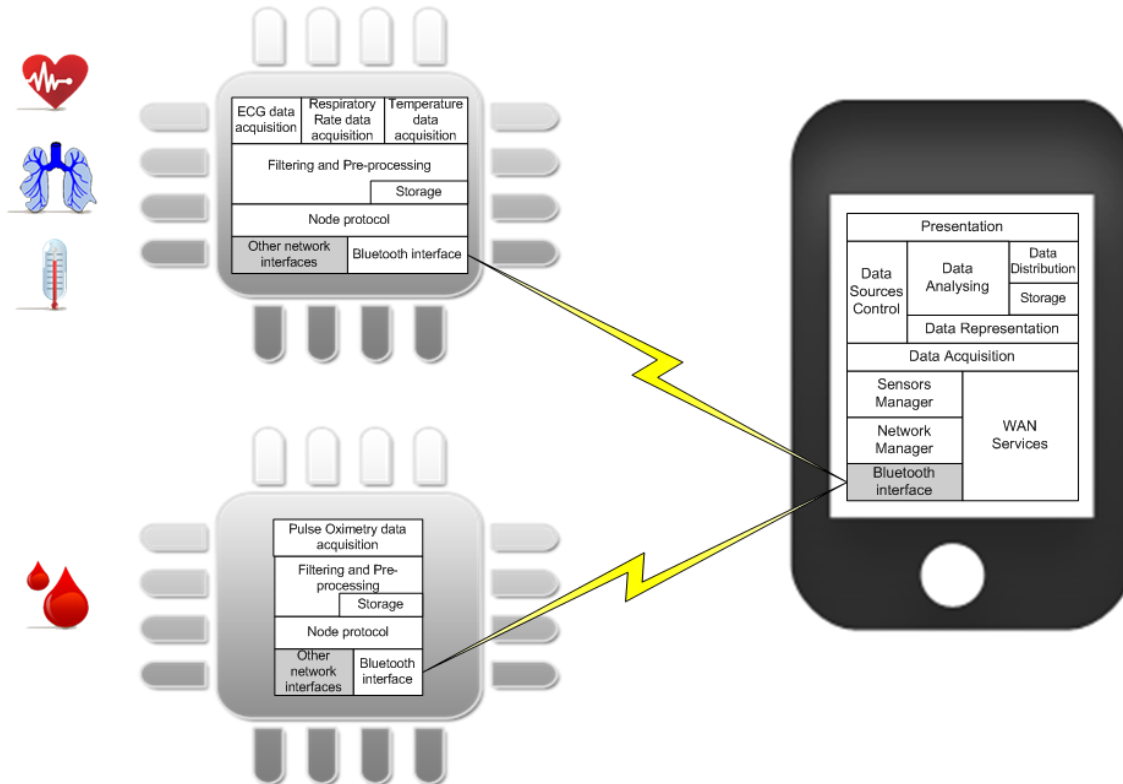 ECG data
acquisition
Respiratory
Rate data
acquisition
Temperature
data
acquisition
Filtering and Pre-processing
Storage
Node protocol
Other network
interfaces
Bluetooth interface
Pulse Oximetry data
acquisition
Filtering and Pre-
processing
Storage
Node protocol
Other
network
interfaces
Bluetooth
interface
Presentation
Data
Sources
Control
Data
Analysing
Data
Distribution
Storage
Data Representation
Data Acquisition
Sensors
Manager
Network
Manager
Bluetooth
interface
WAN
Services